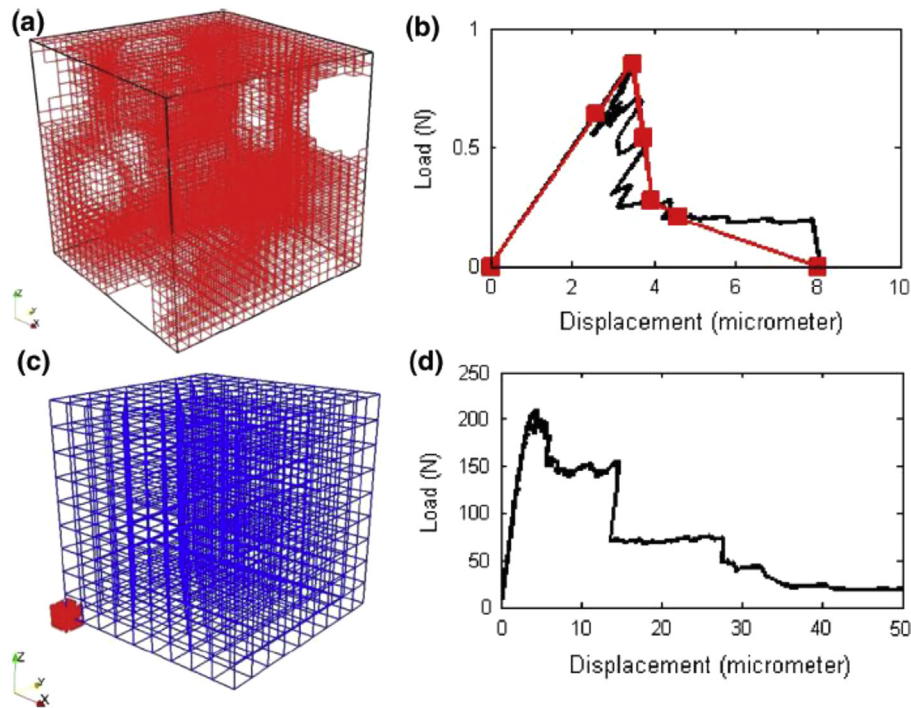 (a)
Z
Y
X
(b)
1
0.5
0
0 2 4 6 8 10
Load (N)
Displacement (micrometer)
(c)
Z
Y
X
(d)
250
200
150
100
50
0
0 10 20 30 40 50
Load (N)
Displacement (micrometer)